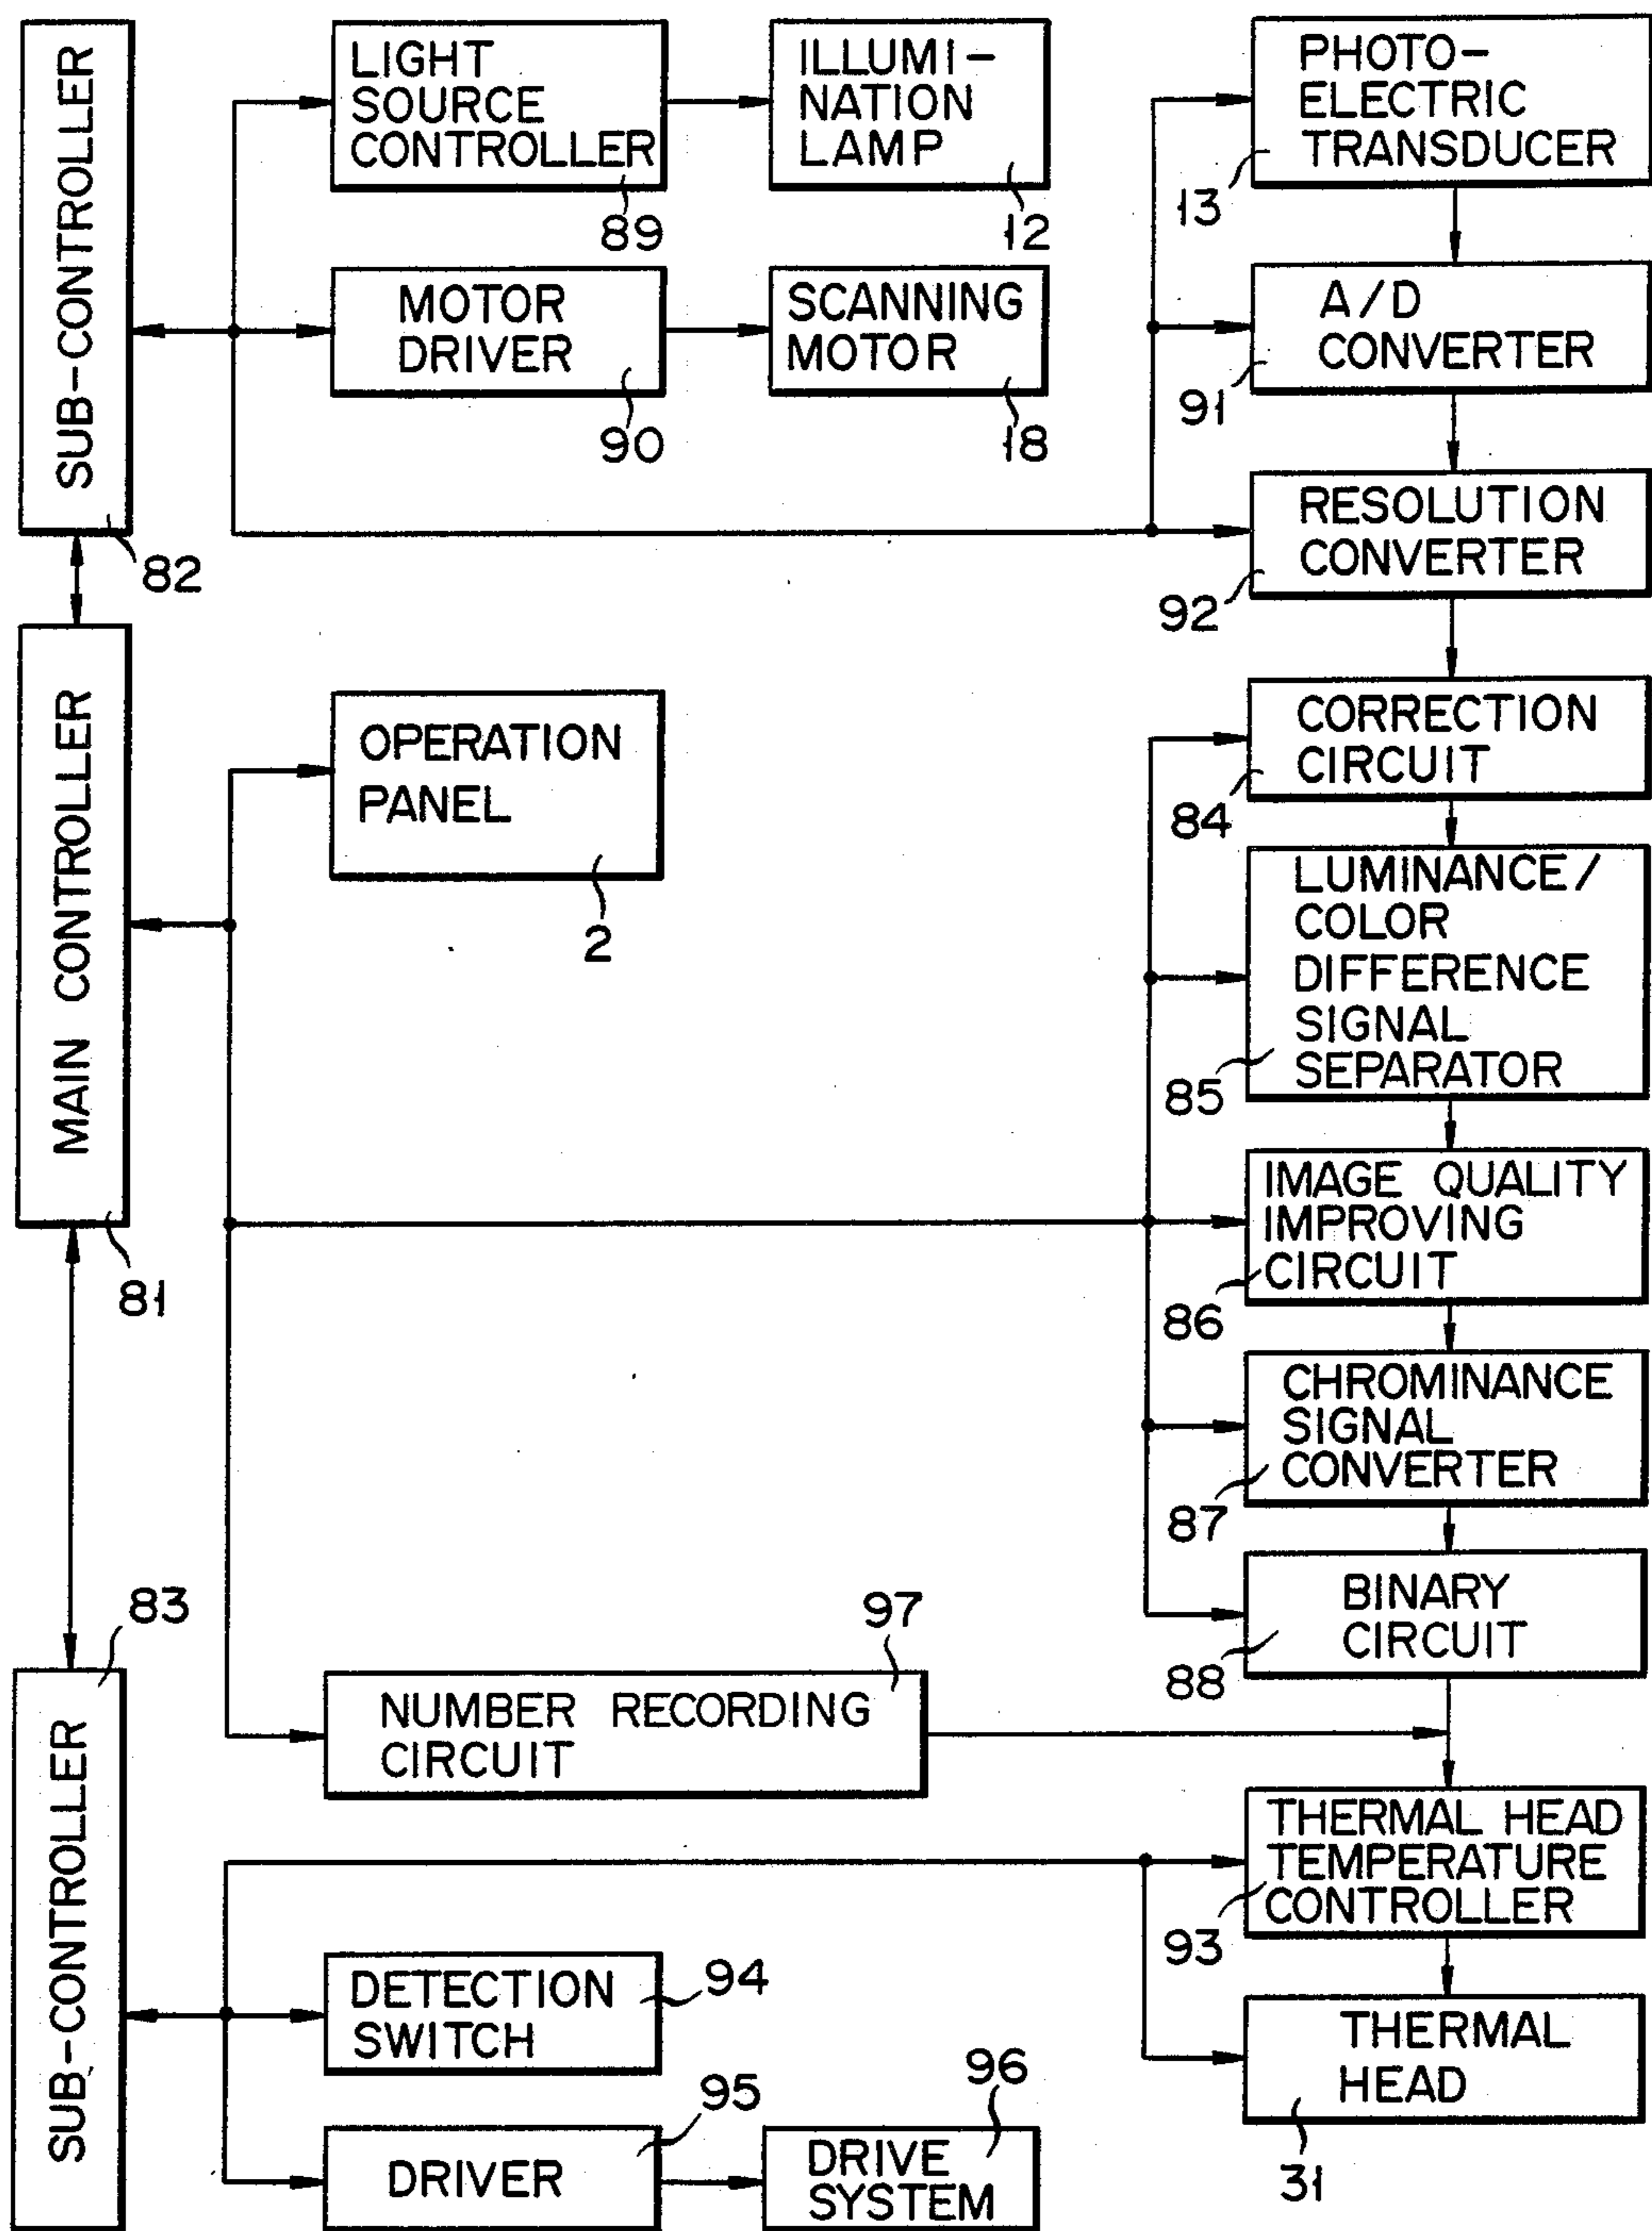 SUB-CONTROLLER
82
LIGHT
SOURCE
CONTROLLER
89
ILLUMI-
NATION
LAMP
12
PHOTO-
ELECTRIC
TRANSDUCER
13
MOTOR
DRIVER
90
SCANNING
MOTOR
18
A/D
CONVERTER
91
RESOLUTION
CONVERTER
92
MAIN CONTROLLER
81
OPERATION
PANEL
2
CORRECTION
CIRCUIT
84
LUMINANCE/
COLOR
DIFFERENCE
SIGNAL
SEPARATOR
85
IMAGE QUALITY
IMPROVING
CIRCUIT
86
CHROMINANCE
SIGNAL
CONVERTER
87
BINARY
CIRCUIT
88
83
SUB-CONTROLLER
97
NUMBER RECORDING
CIRCUIT
THERMAL HEAD
TEMPERATURE
CONTROLLER
93
DETECTION
SWITCH
94
THERMAL
HEAD
31
DRIVER
95
DRIVE
SYSTEM
96